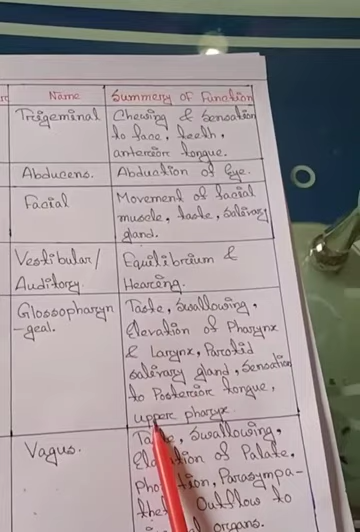 Name Summery of Function
Trigeminal Chewing & Sensation
to face, teeth,
anterior tongue.
Abducens. Abduction of Eye.
Facial Movement of facial
muscle, taste, salivary
gland.
Vestibular/ Equilibrium &
Auditory. Hearing.
Glossopharyn Taste, Swallowing,
-geal. Elevation of Pharynx
& Larynx, Parotid
salivary gland, sensation
to Posterior tongue,
upper pharynx.
Vagus. Swallowing,
of Palate,
Parasympa-
Outflow to
organs.